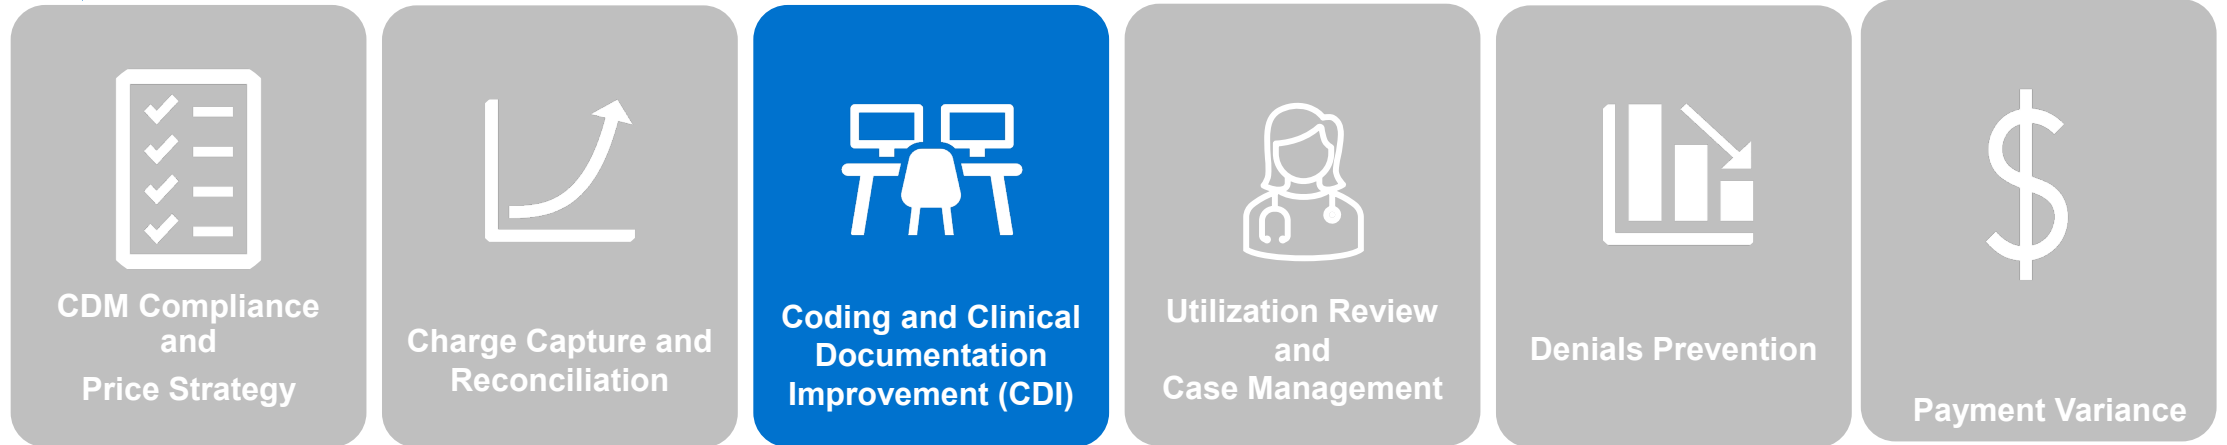 CDM Compliance
and
Price Strategy
Charge Capture and
Reconciliation
Coding and Clinical
Documentation
Improvement (CDI)
Utilization Review
and
Case Management
Denials Prevention
Payment Variance